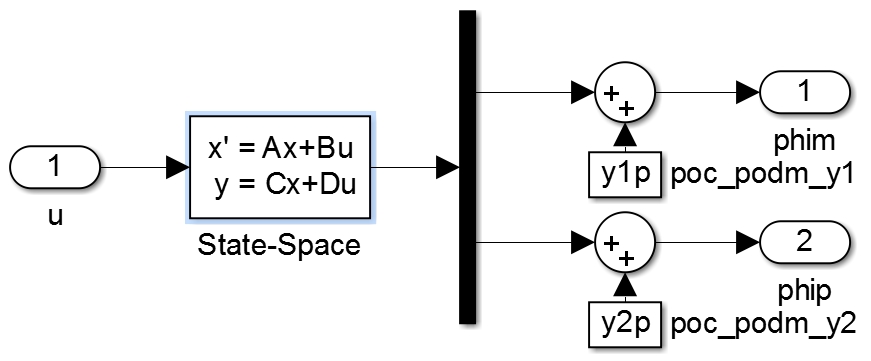 1
u
x' = Ax+Bu
y = Cx+Du
State-Space
+
+
y1p
poc_podm_y1
1
phim
+
+
y2p
poc_podm_y2
2
phip